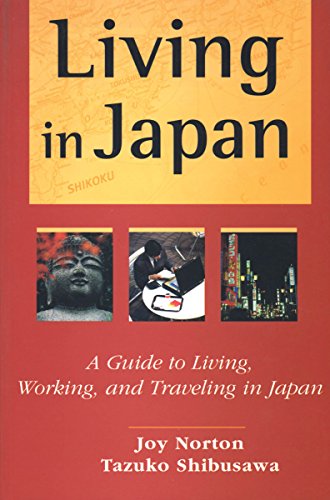 Living
in Japan
SHIKOKU
A Guide to Living,
Working, and Traveling in Japan
Joy Norton
Tazuko Shibusawa